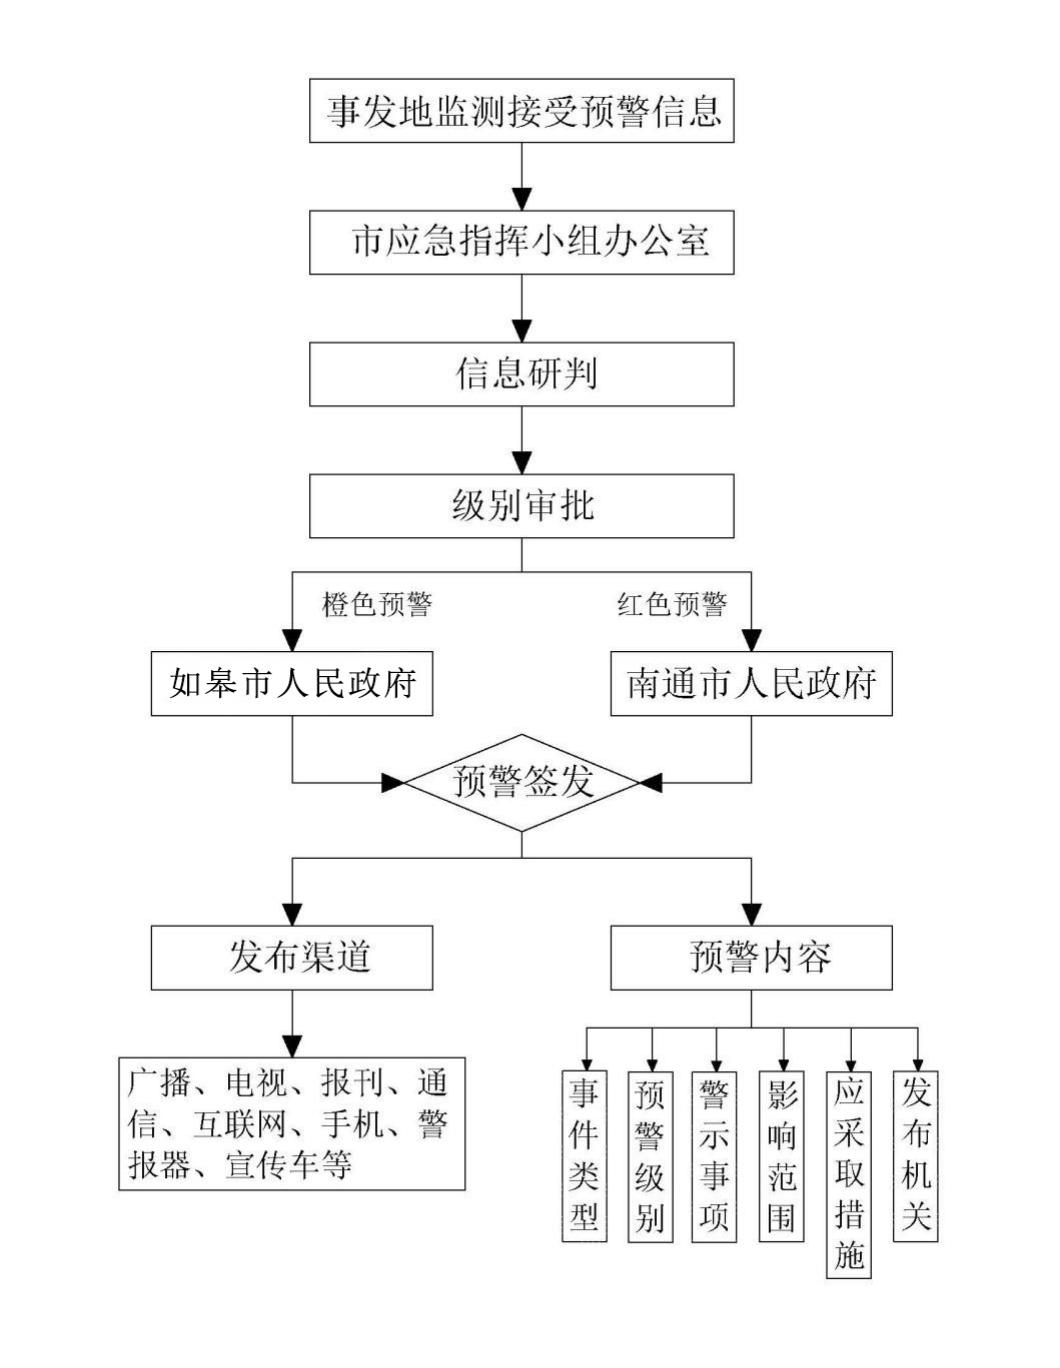 事发地监测接受预警信息
市应急指挥小组办公室
信息研判
级别审批
橙色预警
红色预警
如皋市人民政府
南通市人民政府
预警签发
发布渠道
预警内容
广播、电视、报刊、通
信、互联网、手机、警
报器、宣传车等
事件类型
预警级别
警示事项
影响范围
应采取措施
发布机关